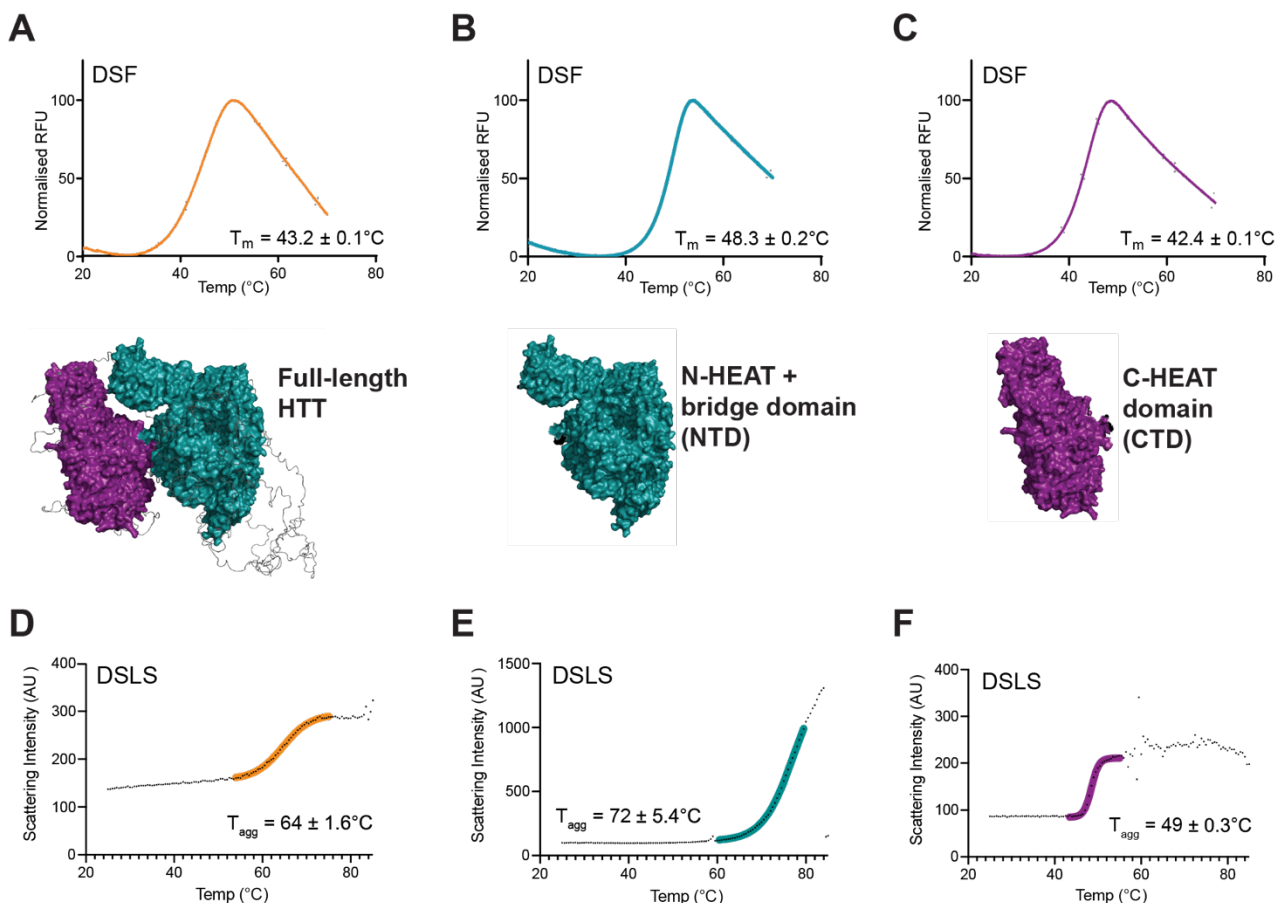 A
B
C
DSF
DSF
DSF
Normalised RFU
100
50
0
20
40
60
80
Temp (°C)
Tm = 43.2 ± 0.1°C
Normalised RFU
100
50
0
20
40
60
80
Temp (°C)
Tm = 48.3 ± 0.2°C
Normalised RFU
100
50
0
20
40
60
80
Temp (°C)
Tm = 42.4 ± 0.1°C
Full-length
HTT
N-HEAT +
bridge domain
(NTD)
C-HEAT
domain
(CTD)
D
E
F
DSLS
Scattering Intensity (AU )
400
300
200
100
0
20
40
60
80
Temp (°C)
Tagg = 64 ± 1.6°C
DSLS
Scattering Intensity (AU )
1500
1000
500
0
20
40
60
80
Temp (°C)
Tagg = 72 ± 5.4°C
DSLS
Scattering Intensity (AU )
400
300
200
100
0
20
40
60
80
Temp (°C)
Tagg = 49 ± 0.3°C